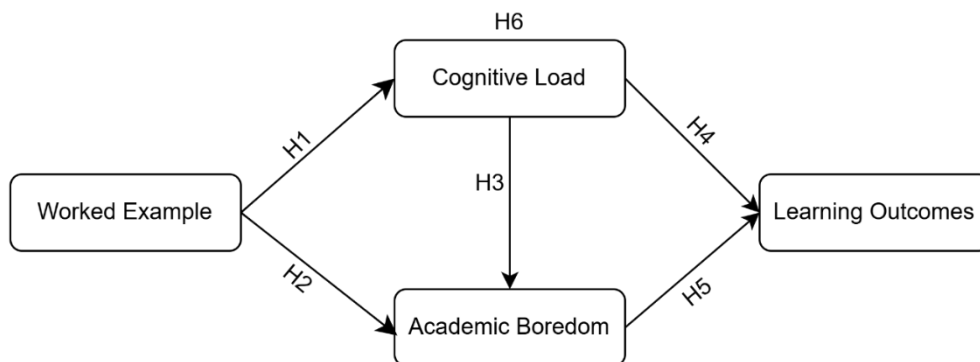 H6
Cognitive Load
H1
H4
H3
Worked Example
Learning Outcomes
H2
H5
Academic Boredom